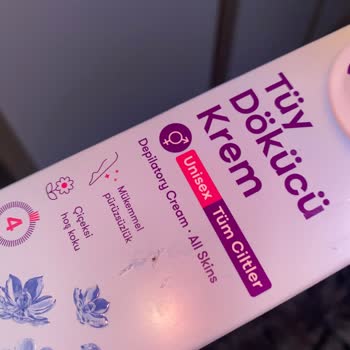 Tüy
Dökücü
Krem
Unisex Tüm Ciltler
Depilatory Cream · All Skins
Mükemmel
pürüzsüzlük
Çiçeksi
hoş koku
4